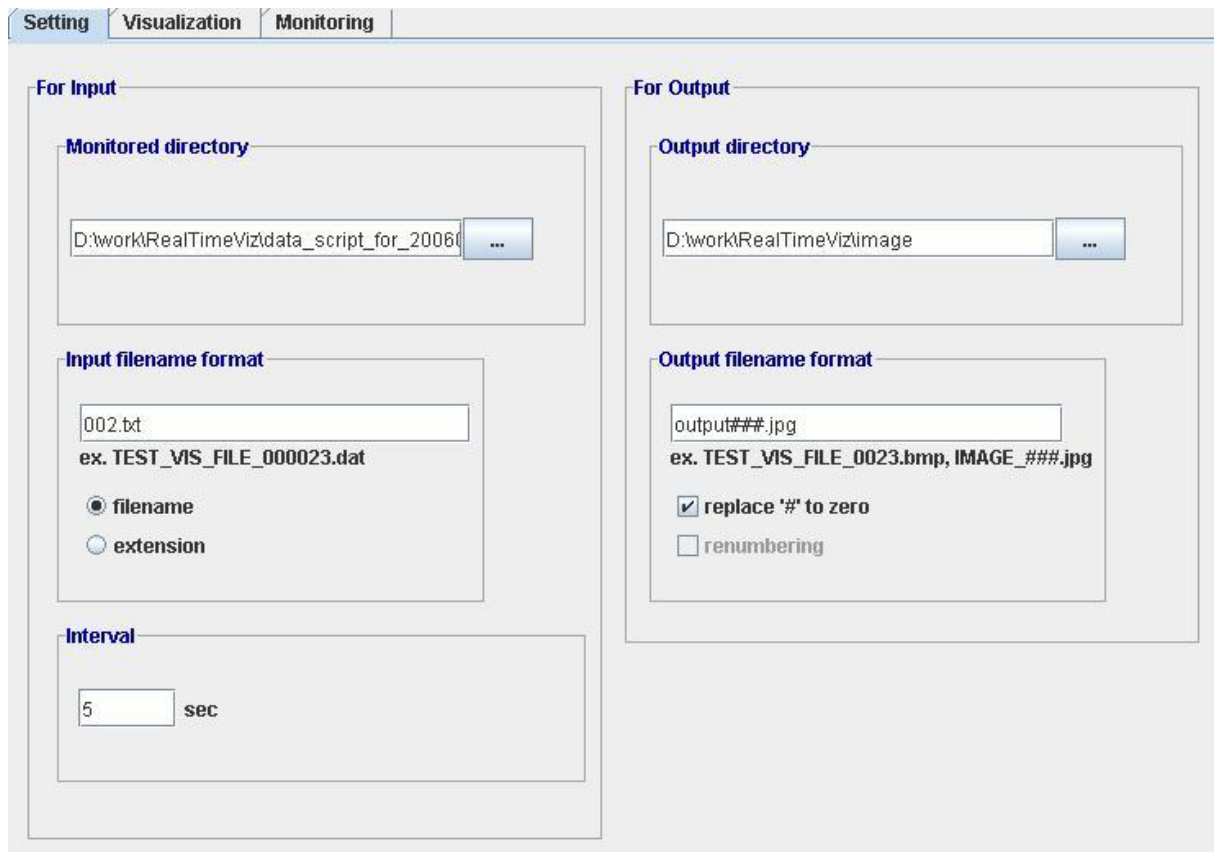 Setting Visualization Monitoring
For Input
Monitored directory
D:\work\RealTimeViz\data_script_for_2006
...
Input filename format
002.txt
ex. TEST_VIS_FILE_000023.dat
filename
extension
Interval
5 sec
For Output
Output directory
D:\work\RealTimeViz\image
...
Output filename format
output###.jpg
ex. TEST_VIS_FILE_0023.bmp, IMAGE_###.jpg
replace '#' to zero
renumbering